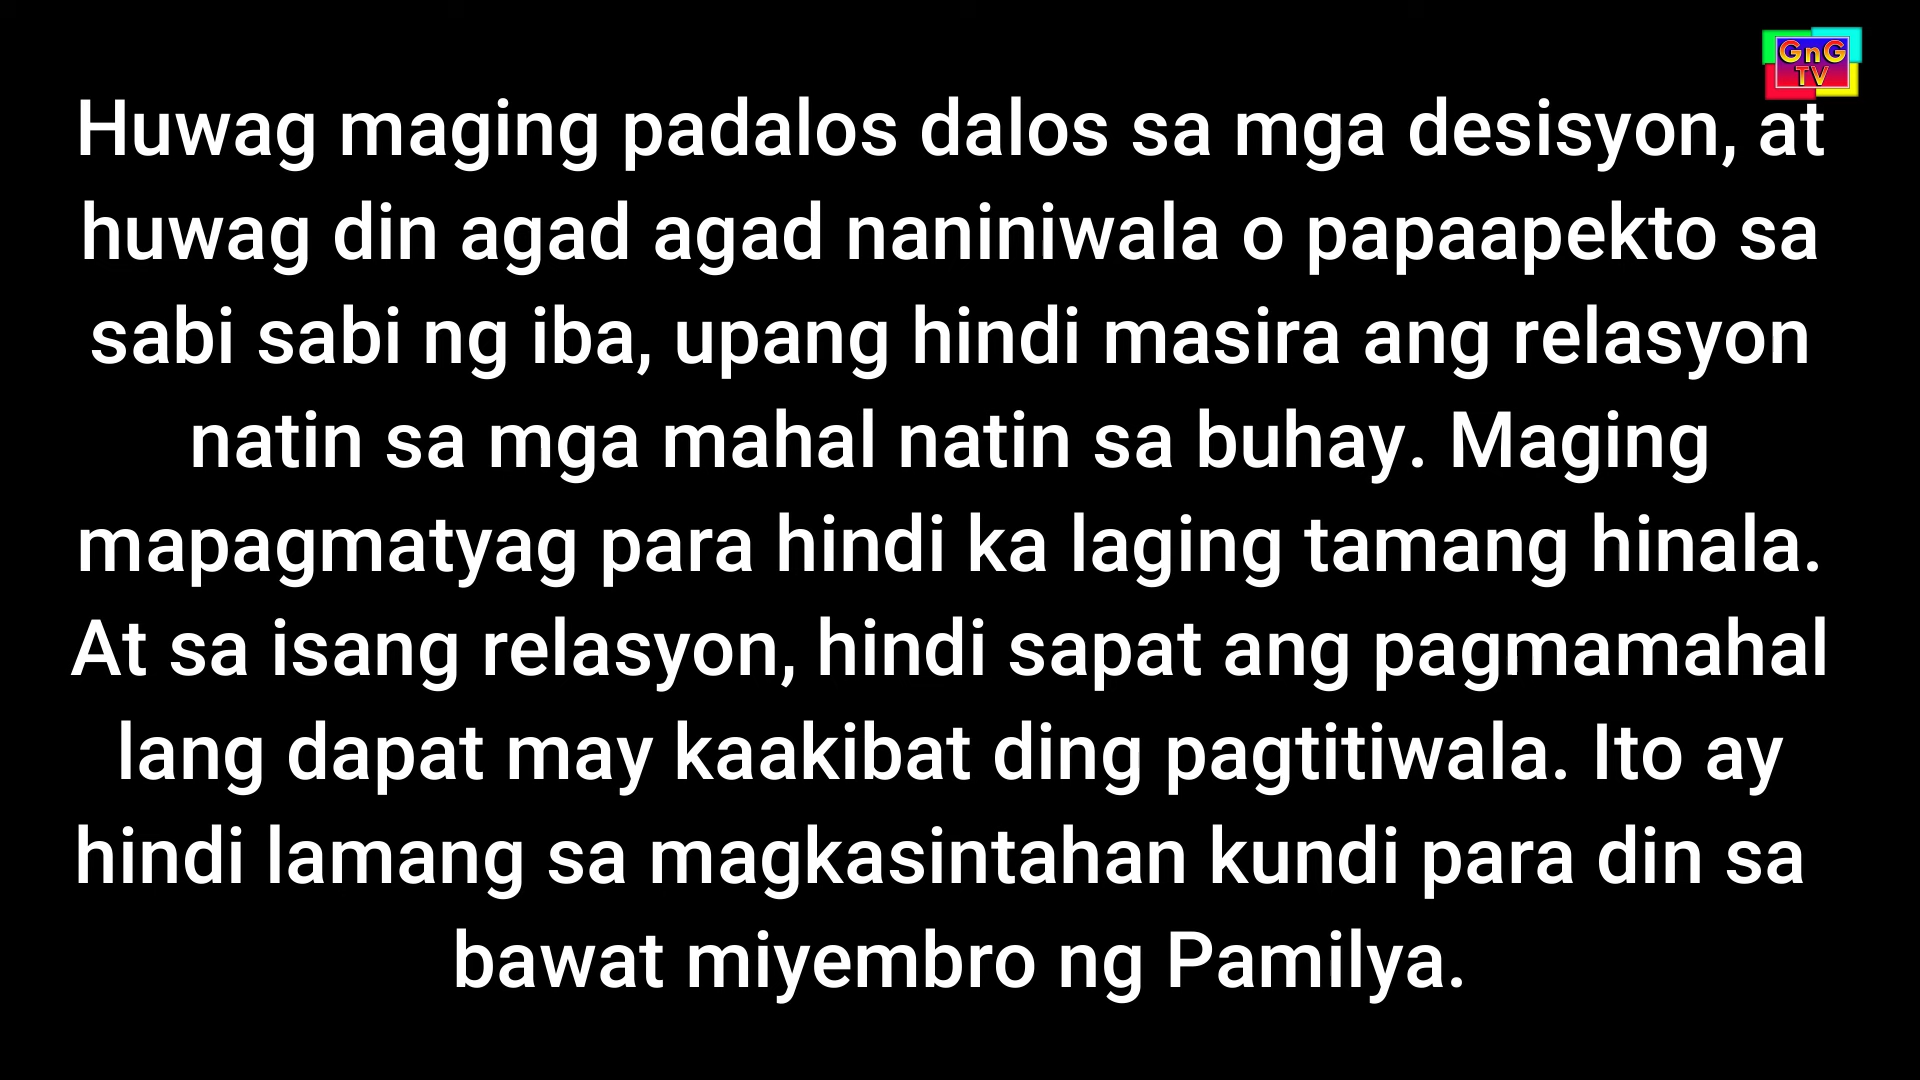 GnG
TV
Huwag maging padalos dalos sa mga desisyon, at
huwag din agad agad naniniwala o papaapekto sa
sabi sabi ng iba, upang hindi masira ang relasyon
natin sa mga mahal natin sa buhay. Maging
mapagmatyag para hindi ka laging tamang hinala.
At sa isang relasyon, hindi sapat ang pagmamahal
lang dapat may kaakibat ding pagtitiwala. Ito ay
hindi lamang sa magkasintahan kundi para din sa
bawat miyembro ng Pamilya.